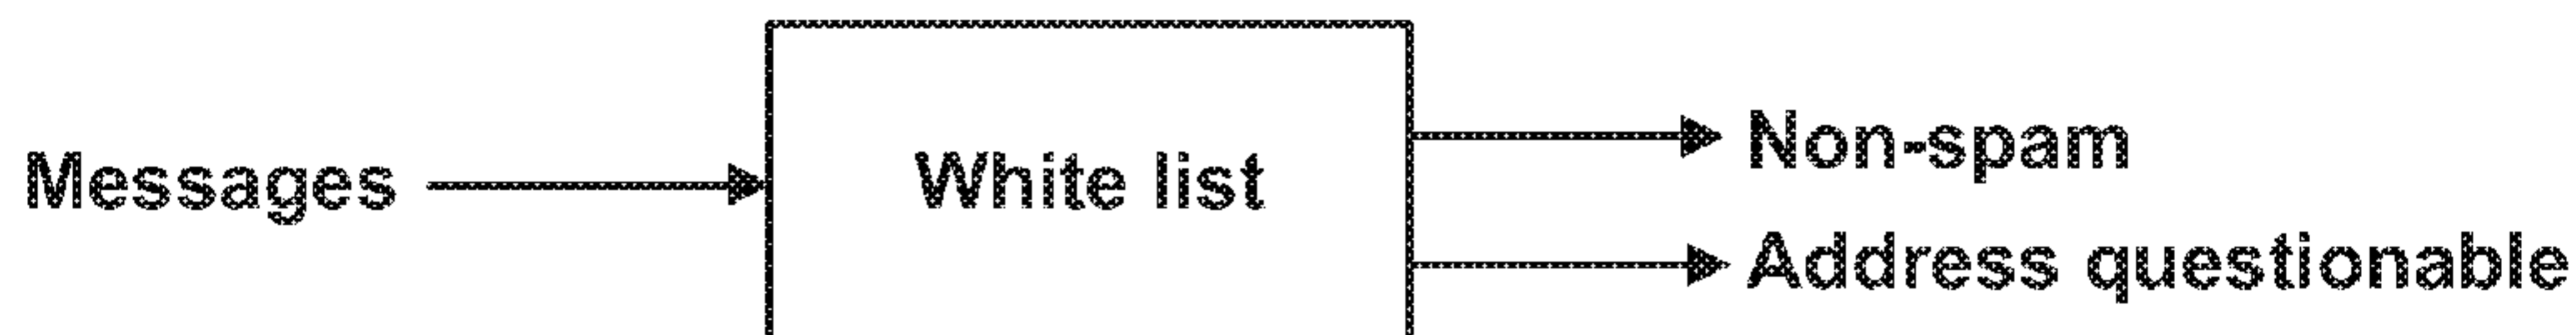 Messages
White list
Non-spam
Address questionable